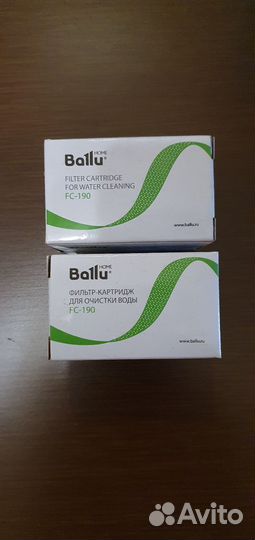 HOME
Ballu®
FILTER CARTRIDGE
FOR WATER CLEANING
FC-190
www.ballu.ru
HOME
Ballu®
ФИЛЬТР-КАРТРИДЖ
ДЛЯ ОЧИСТКИ ВОДЫ
FC-190
www.ballu.ru
Avito